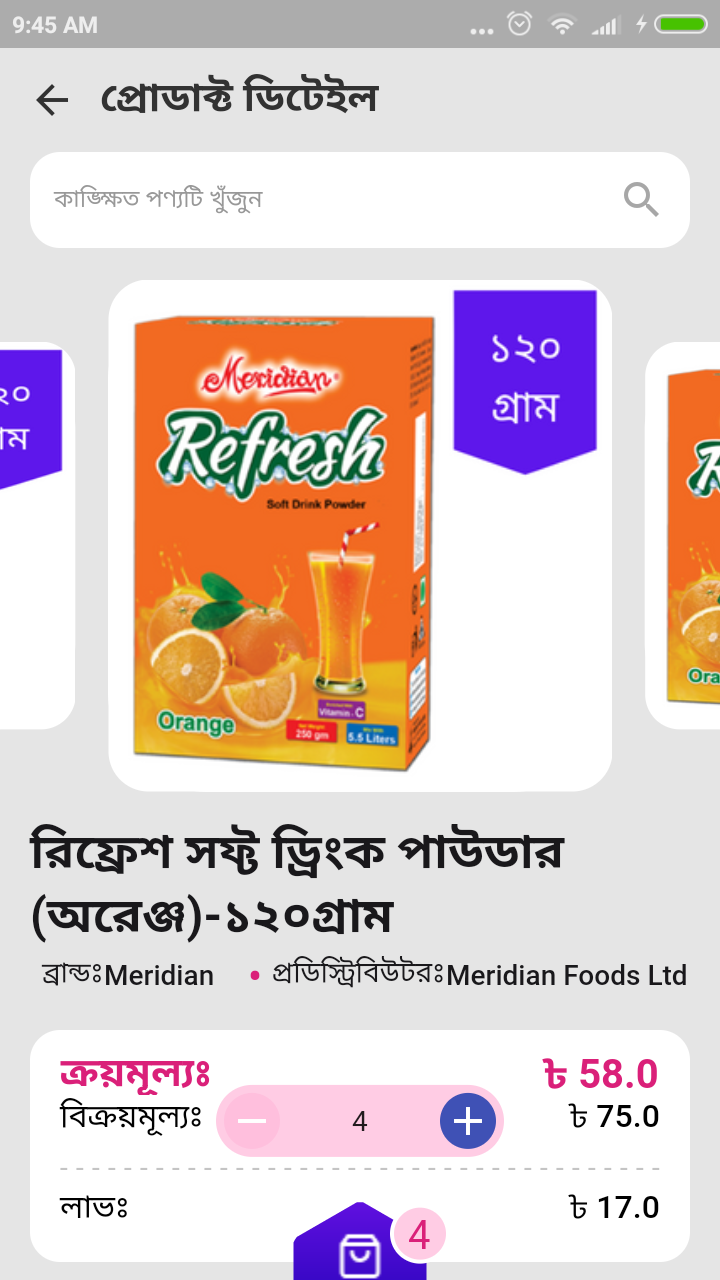 9:45 AM
প্রোডাক্ট ডিটেইল
কাঙ্ক্ষিত পণ্যটি খুঁজুন
১২০
গ্রাম
Meridian
Refresh
Soft Drink Powder
Vitamin - C
250 gm
5.5 Liters
Orange
Ora
রিফ্রেশ সফ্ট ড্রিংক পাউডার
(অরেঞ্জ)-১২০গ্রাম
ব্রান্ডঃMeridian • প্রডিস্ট্রিবিউটরঃMeridian Foods Ltd
ক্রয়মূল্যঃ ৳ 58.0
বিক্রয়মূল্যঃ 4 ৳ 75.0
লাভঃ ৳ 17.0
4